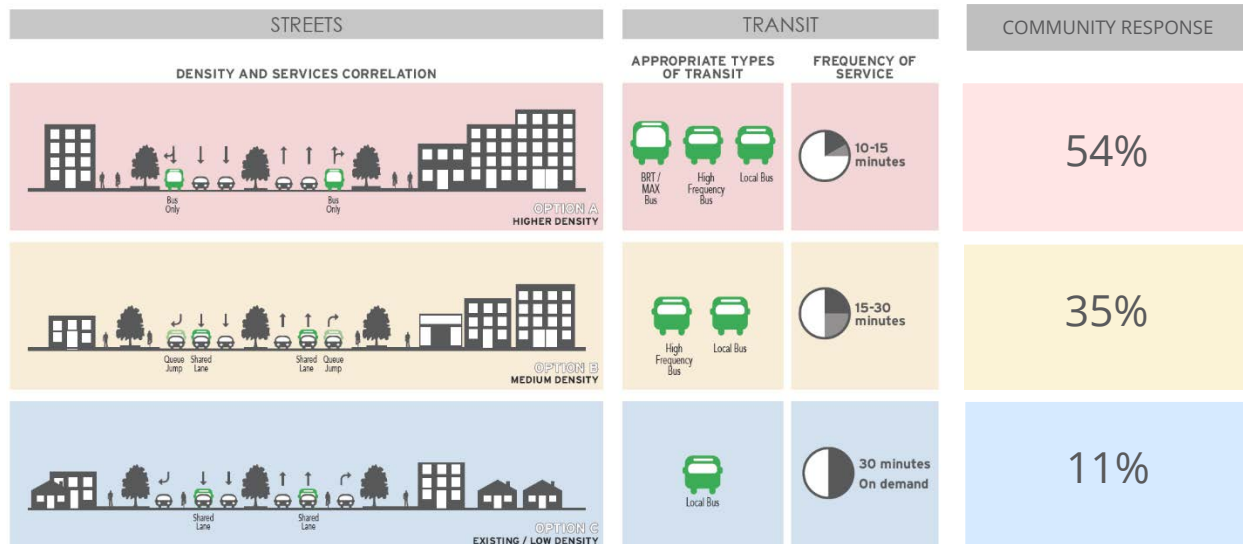 STREETS
TRANSIT
COMMUNITY RESPONSE
DENSITY AND SERVICES CORRELATION
APPROPRIATE TYPES
OF TRANSIT
FREQUENCY OF
SERVICE
Bus
Only
Bus
Only
OPTION A
HIGHER DENSITY
BRT /
MAX
Bus
High
Frequency
Bus
Local Bus
10-15
minutes
54%
Queue
Jump
Shared
Lane
Shared
Lane
Queue
Jump
OPTION B
MEDIUM DENSITY
High
Frequency
Bus
Local Bus
15-30
minutes
35%
Shared
Lane
Shared
Lane
OPTION C
EXISTING / LOW DENSITY
Local Bus
30 minutes
On demand
11%